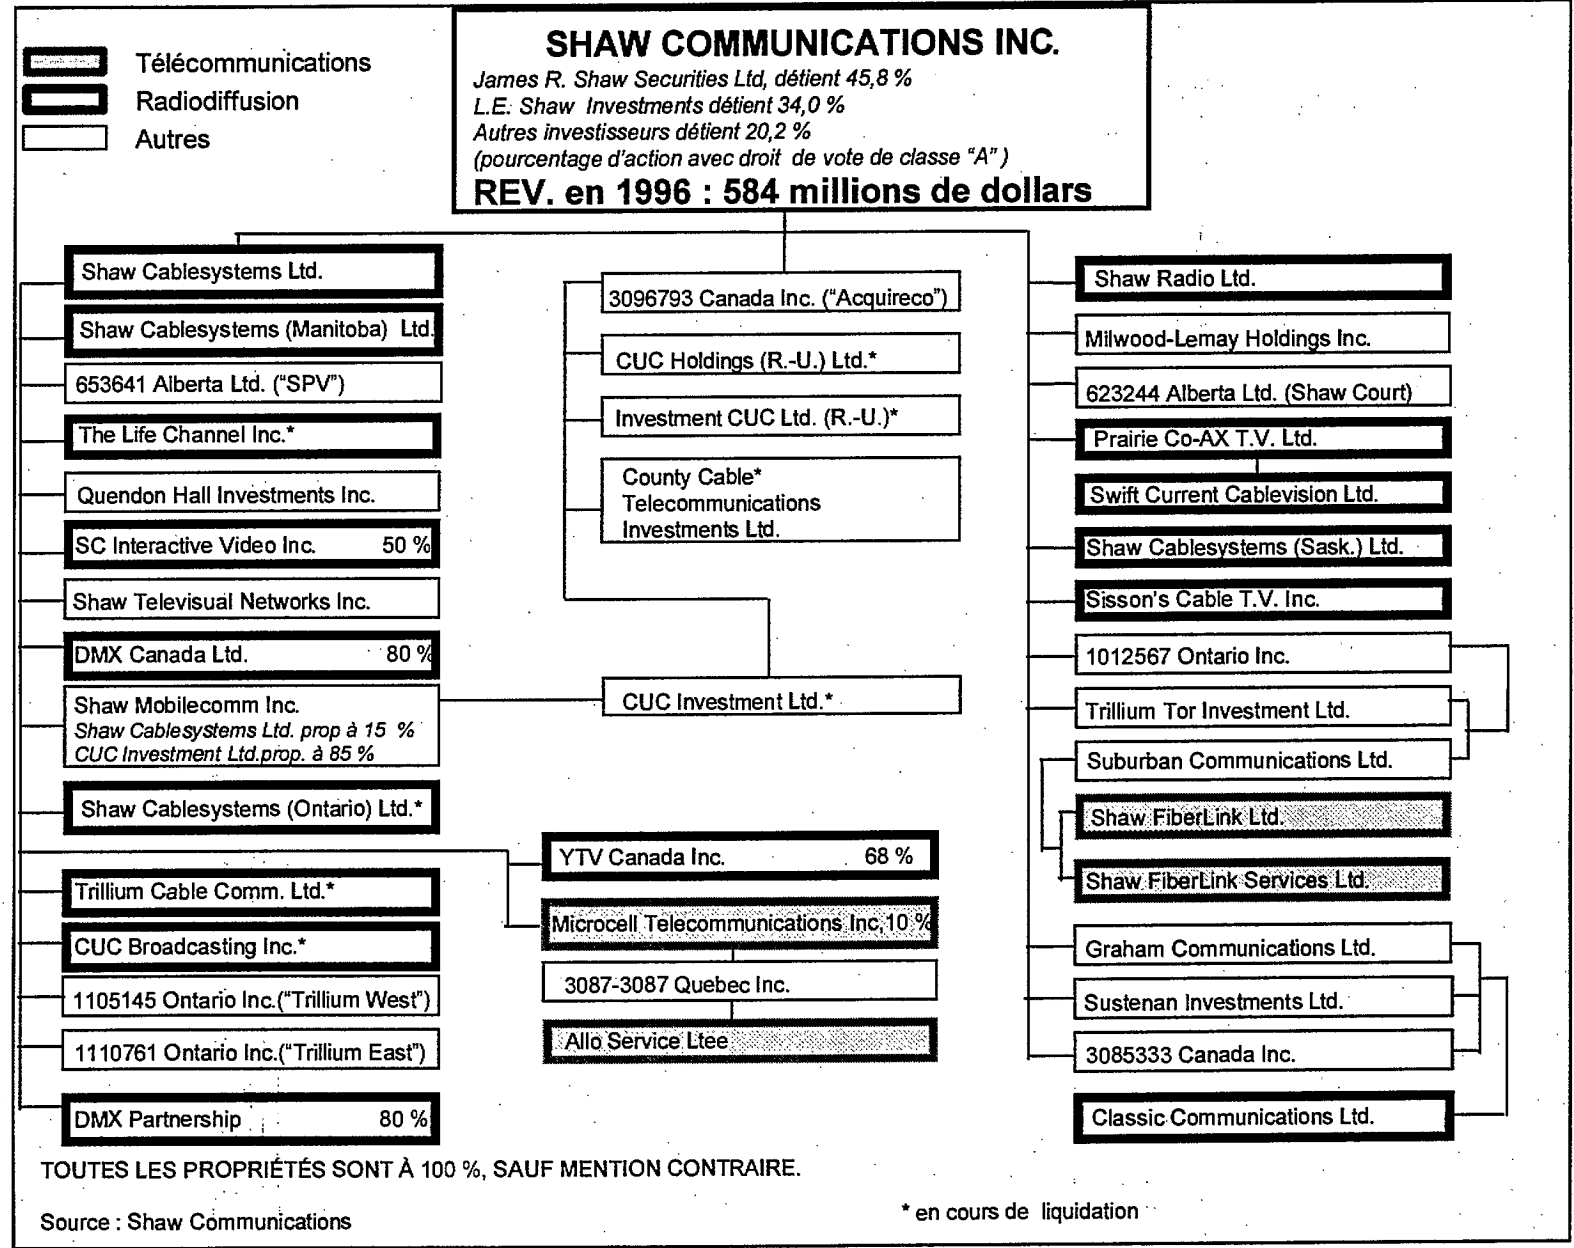 SHAW COMMUNICATIONS INC.
James R. Shaw Securities Ltd, détient 45,8 %
L.E. Shaw Investments détient 34,0 %
Autres investisseurs détient 20,2 %
(pourcentage d'action avec droit de vote de classe "A" )
REV. en 1996 : 584 millions de dollars
Télécommunications
Radiodiffusion
Autres
Shaw Cablesystems Ltd.
Shaw Cablesystems (Manitoba) Ltd.
653641 Alberta Ltd. ("SPV")
The Life Channel Inc.*
Quendon Hall Investments Inc.
SC Interactive Video Inc. 50 %
Shaw Televisual Networks Inc.
DMX Canada Ltd. 80 %
Shaw Mobilecomm Inc.
Shaw Cablesystems Ltd. prop à 15 %
CUC Investment Ltd.prop. à 85 %
Shaw Cablesystems (Ontario) Ltd.*
Trillium Cable Comm. Ltd.*
CUC Broadcasting Inc.*
1105145 Ontario Inc.("Trillium West")
1110761 Ontario Inc.("Trillium East")
DMX Partnership 80 %
3096793 Canada Inc. ("Acquireco")
CUC Holdings (R.-U.) Ltd.*
Investment CUC Ltd. (R.-U.)*
County Cable*
Telecommunications
Investments Ltd.
CUC Investment Ltd.*
YTV Canada Inc. 68 %
Microcell Telecommunications Inc, 10 %
3087-3087 Quebec Inc.
Allo Service Ltee
Shaw Radio Ltd.
Milwood-Lemay Holdings Inc.
623244 Alberta Ltd. (Shaw Court)
Prairie Co-AX T.V. Ltd.
Swift Current Cablevision Ltd.
Shaw Cablesystems (Sask.) Ltd.
Sisson's Cable T.V. Inc.
1012567 Ontario Inc.
Trillium Tor Investment Ltd.
Suburban Communications Ltd.
Shaw FiberLink Ltd.
Shaw FiberLink Services Ltd.
Graham Communications Ltd.
Sustenan Investments Ltd.
3085333 Canada Inc.
Classic Communications Ltd.
TOUTES LES PROPRIÉTÉS SONT À 100 %, SAUF MENTION CONTRAIRE.
Source : Shaw Communications
* en cours de liquidation